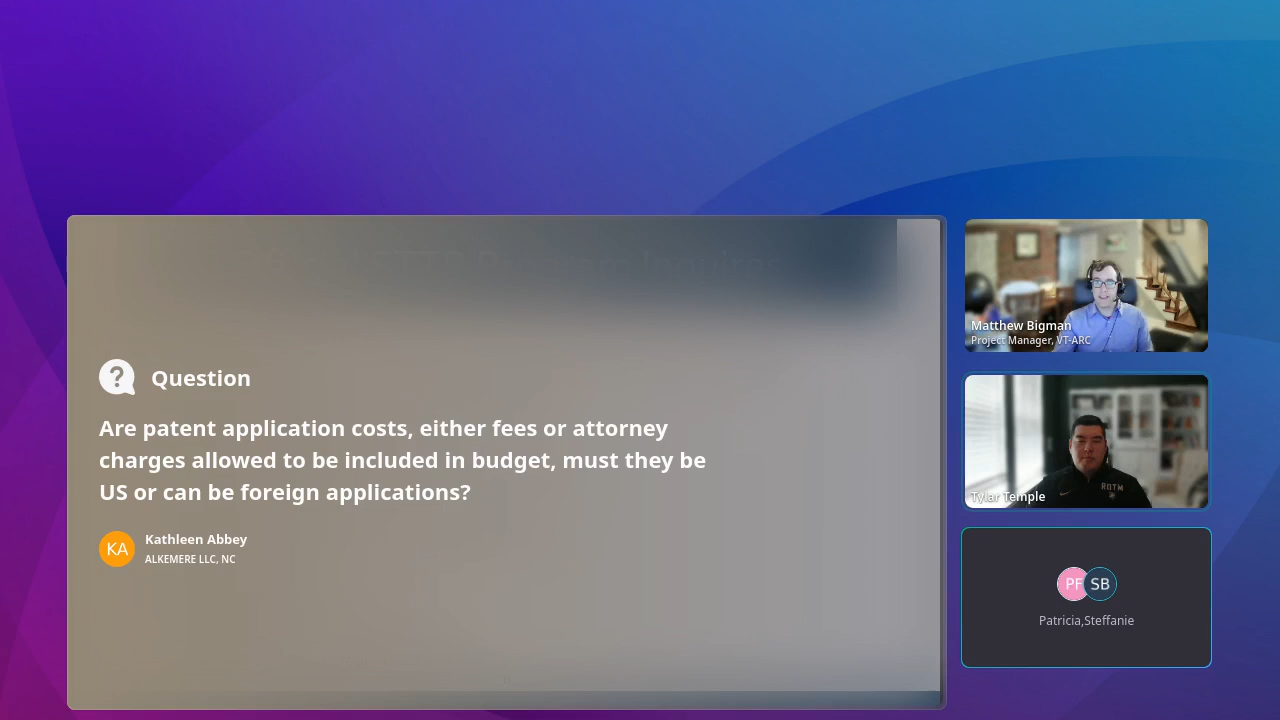 Question
Are patent application costs, either fees or attorney
charges allowed to be included in budget, must they be
US or can be foreign applications?
KA
Kathleen Abbey
ALKEMERE LLC, NC
Matthew Bigman
Project Manager, VT-ARC
Tylar Temple
PF SB
Patricia,Steffanie